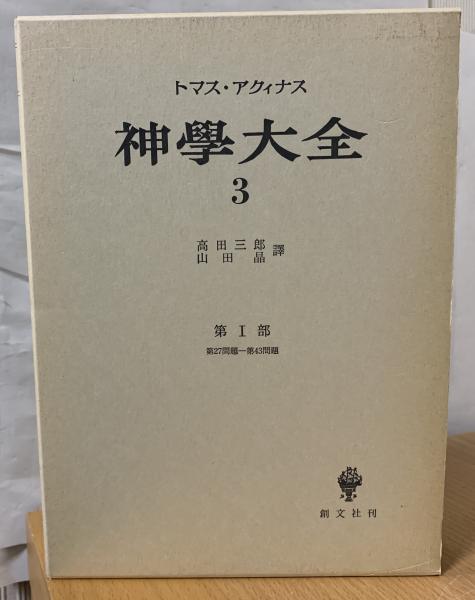 トマス・アクィナス
神學大全
3
高田三郎
山田晶 譯
第Ⅰ部
第27問題―第43問題
創文社刊